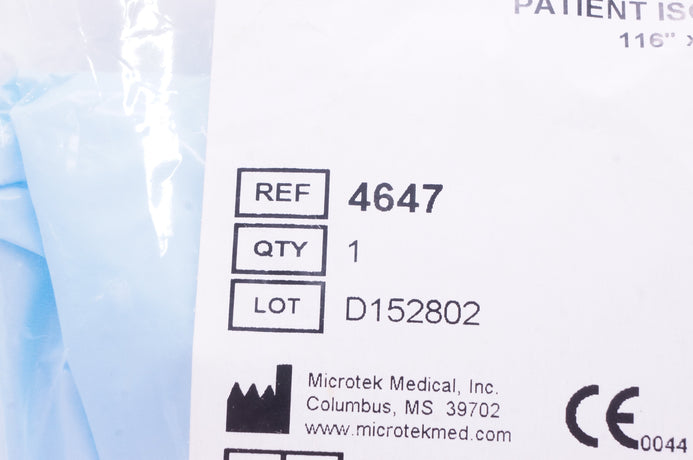 PATIENT
116"
REF 4647
QTY 1
LOT D152802
Microtek Medical, Inc.
Columbus, MS 39702
www.microtekmed.com
CE 0044